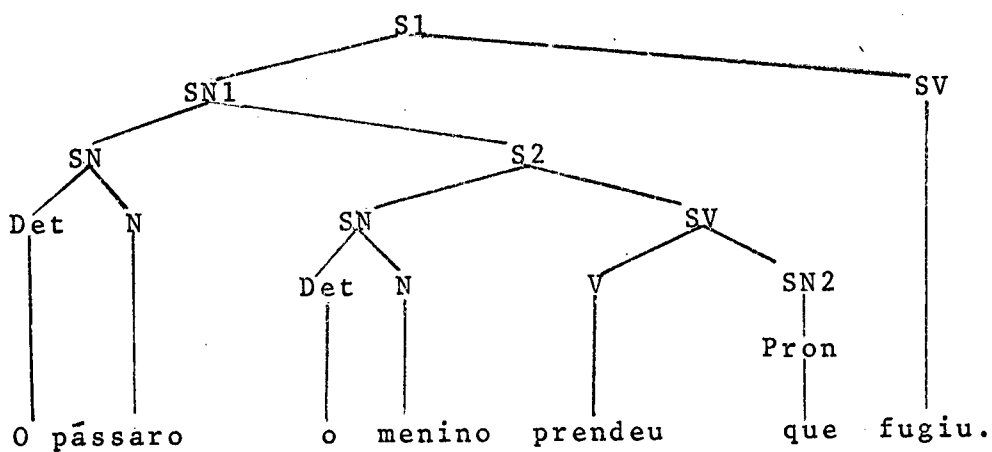 S1
SN1 SV
SN S2
Det N SN SV
Det N V SN2
Pron
O pássaro o menino prendeu que fugiu.